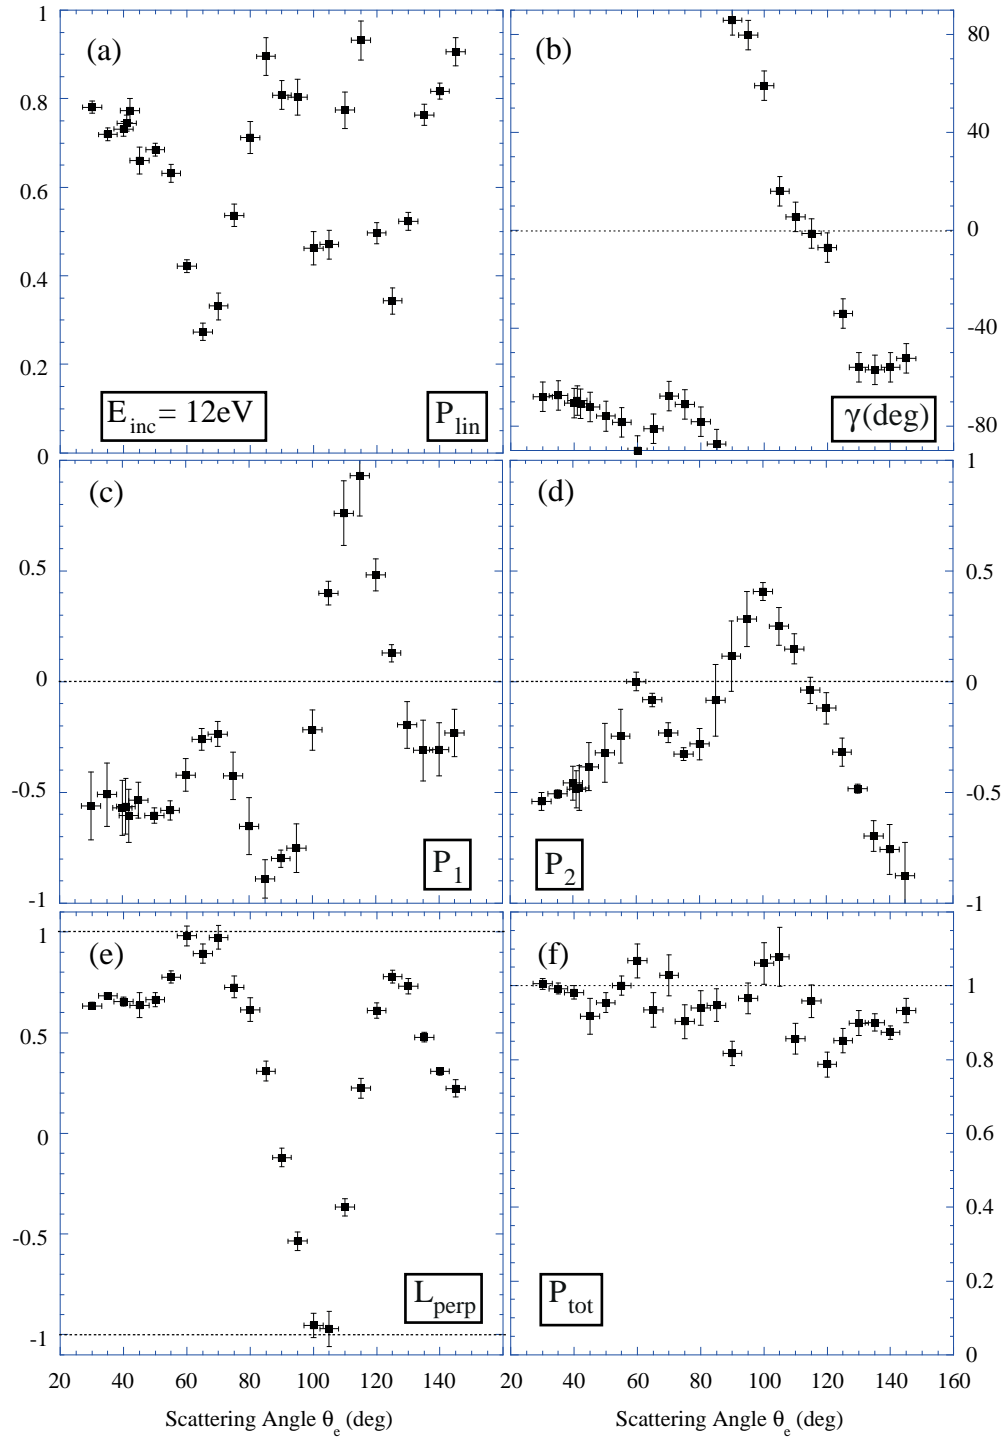 1
0.8
0.6
0.4
0.2
0
(a)
E_inc = 12eV
P_lin
80
40
0
-40
-80
(b)
γ(deg)
0.5
0
-0.5
-1
(c)
P_1
1
0.5
0
-0.5
-1
(d)
P_2
1
0.5
0
-0.5
-1
(e)
L_perp
1
0.8
0.6
0.4
0.2
0
(f)
P_tot
20 40 60 80 100 120 140
40 60 80 100 120 140 160
Scattering Angle θ_e (deg)
Scattering Angle θ_e (deg)